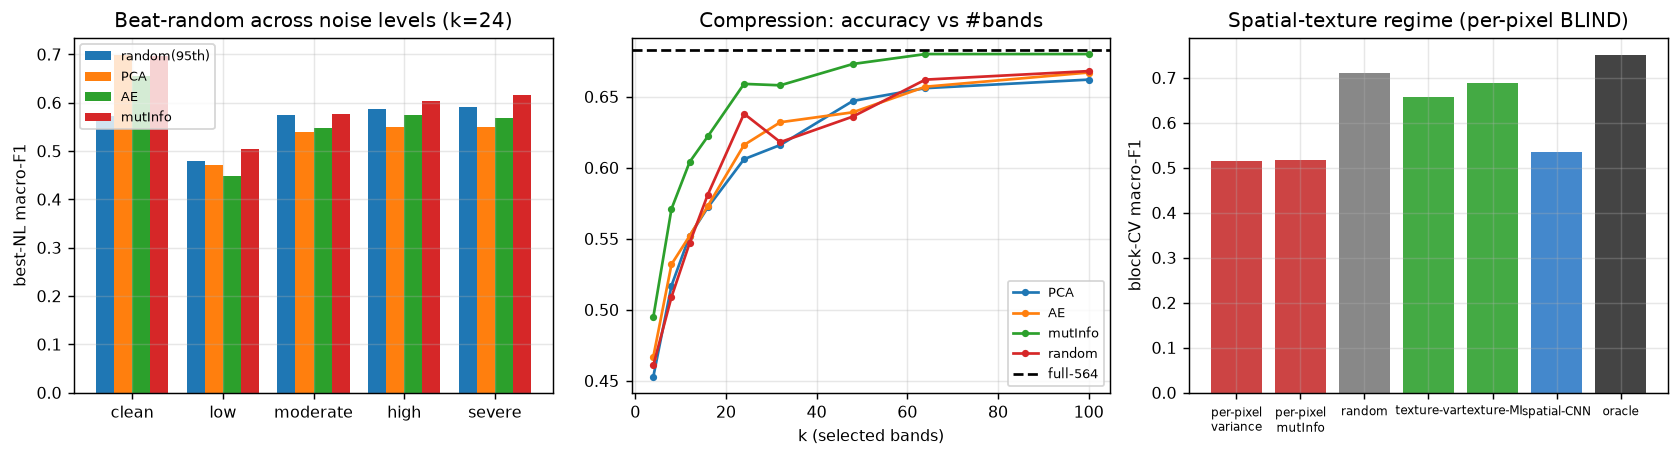 Beat-random across noise levels (k=24)
best-NL macro-F1
0.7
0.6
0.5
0.4
0.3
0.2
0.1
0.0
random(95th)
PCA
AE
mutInfo
clean
low
moderate
high
severe
Compression: accuracy vs #bands
0.65
0.60
0.55
0.50
0.45
PCA
AE
mutInfo
random
full-564
0
20
40
60
80
100
k (selected bands)
Spatial-texture regime (per-pixel BLIND)
block-CV macro-F1
0.7
0.6
0.5
0.4
0.3
0.2
0.1
0.0
per-pixel
variance
per-pixel
mutInfo
random
texture-var
texture-MI
spatial-CNN
oracle